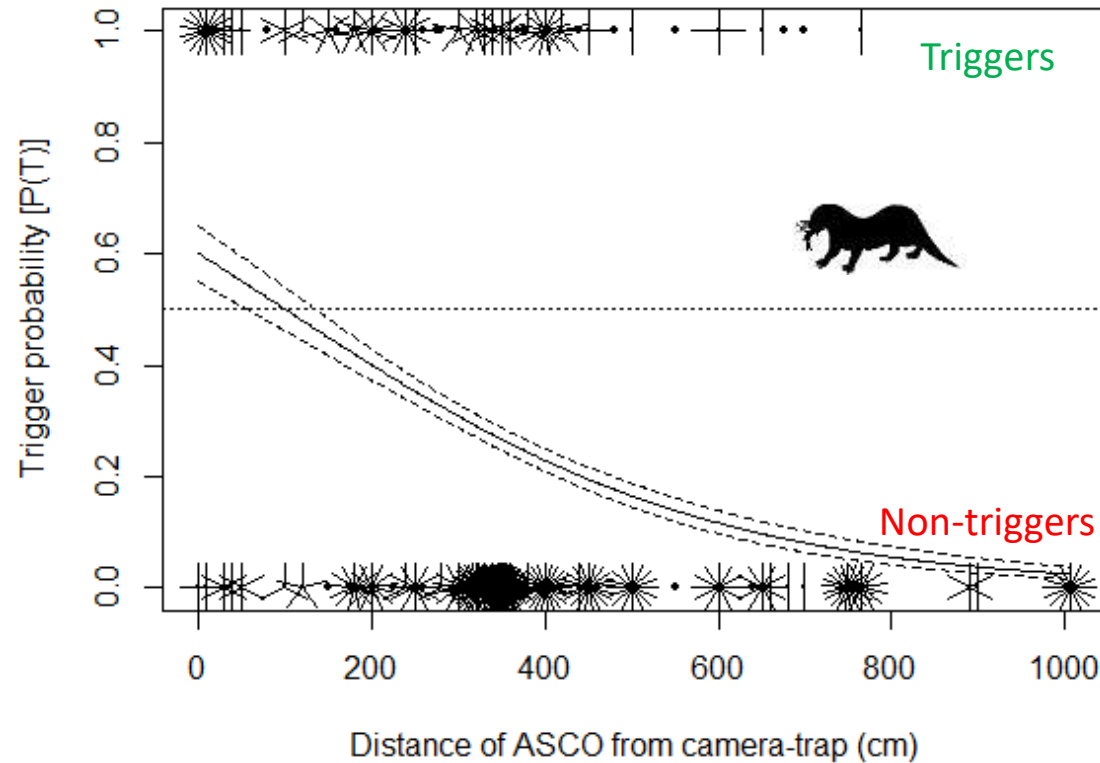 Triggers
Non-triggers
Trigger probability [P(T)]
1.0
0.8
0.6
0.4
0.2
0.0
0 200 400 600 800 1000
Distance of ASCO from camera-trap (cm)